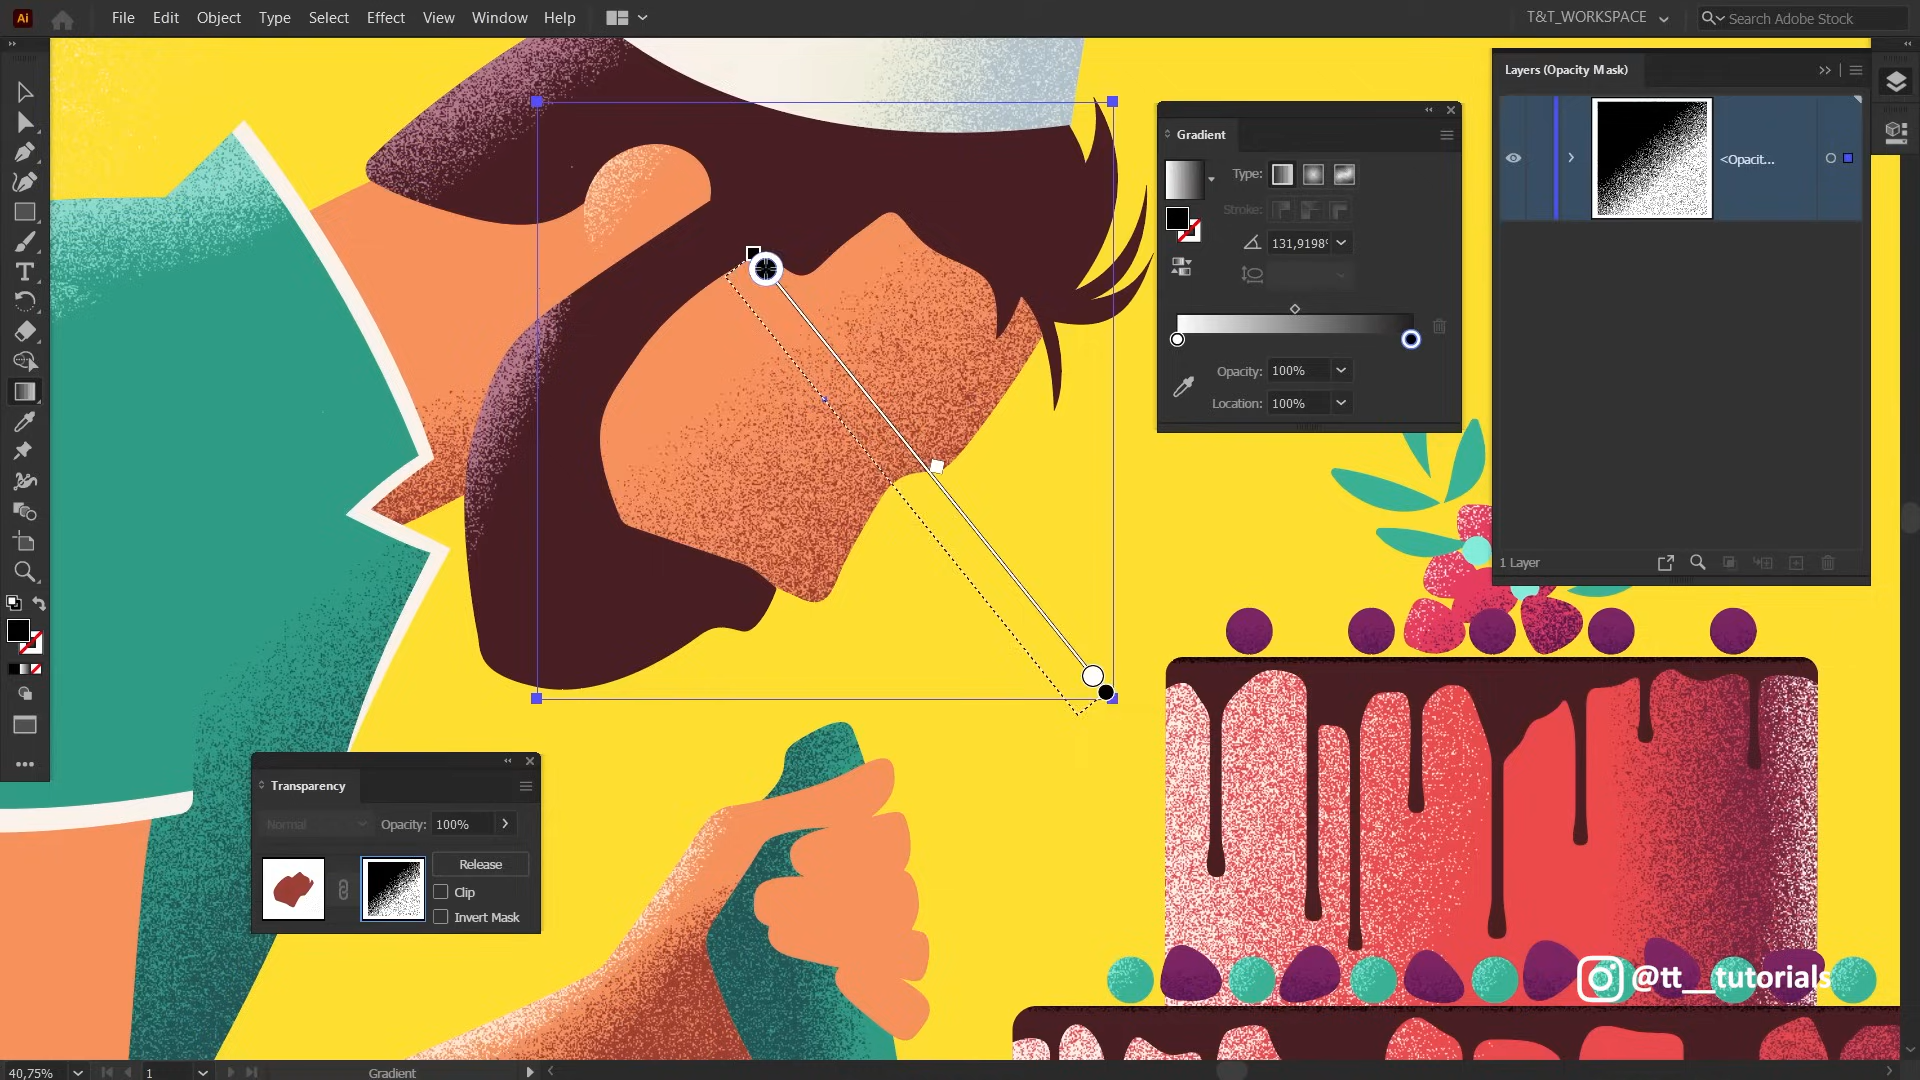 Ai File Edit Object Type Select Effect View Window Help T&T_WORKSPACE Search Adobe Stock
Layers (Opacity Mask)
Gradient
<Opacit...
Type:
Stroke:
131,9198°
Opacity: 100%
Location: 100%
1 Layer
Transparency
Normal Opacity: 100%
Release
Clip
Invert Mask
@tt__tutorials
40,75% 1 Gradient